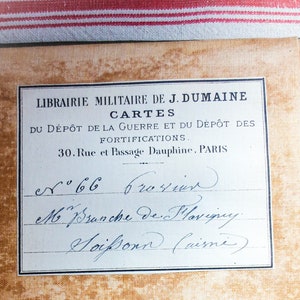 LIBRAIRIE MILITAIRE DE J. DUMAINE
CARTES
DU DÉPÔT DE LA GUERRE ET DU DÉPÔT DES
FORTIFICATIONS
30. Rue et Passage Dauphine. PARIS
No 66
Mr Branche de Flavigny
Soissons (aisne)